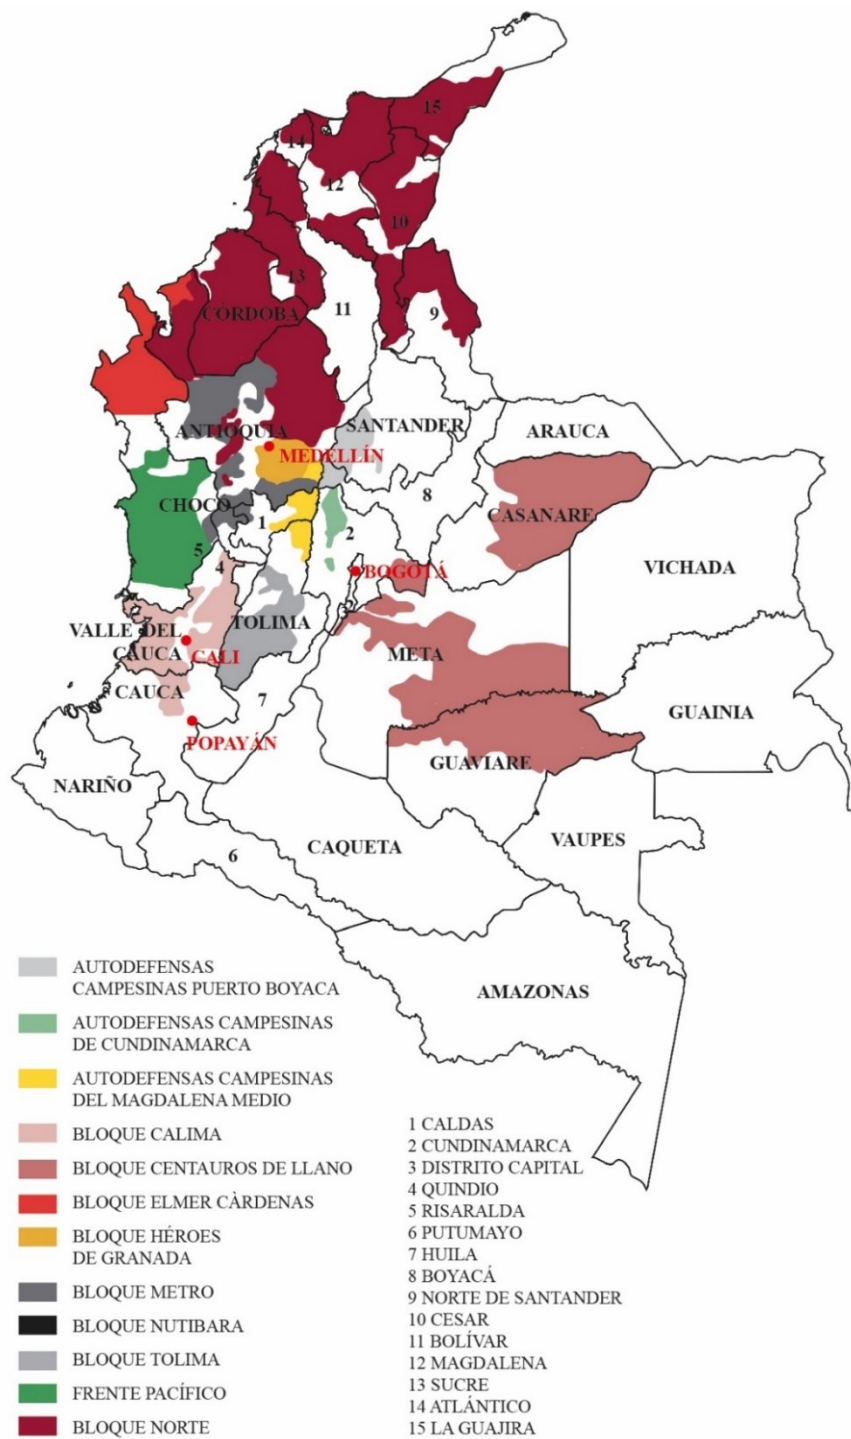 15
14
12
10
13
CÓRDOBA
11
9
SANTANDER
ANTIOQUIA
ARAUCA
MEDELLÍN
8
CHOCO
CASANARE
1
2
5
4
BOGOTÁ
VICHADA
3
TOLIMA
VALLE DEL
CAUCA
CALI
META
CAUCA
7
GUAINIA
POPAYÁN
GUAVIARE
NARIÑO
VAUPES
CAQUETA
6
AMAZONAS
AUTODEFENSAS
CAMPESINAS PUERTO BOYACA
AUTODEFENSAS CAMPESINAS
DE CUNDINAMARCA
AUTODEFENSAS CAMPESINAS
DEL MAGDALENA MEDIO
BLOQUE CALIMA
BLOQUE CENTAUROS DE LLANO
BLOQUE ELMER CÀRDENAS
BLOQUE HÉROES
DE GRANADA
BLOQUE METRO
BLOQUE NUTIBARA
BLOQUE TOLIMA
FRENTE PACÍFICO
BLOQUE NORTE
1 CALDAS
2 CUNDINAMARCA
3 DISTRITO CAPITAL
4 QUINDIO
5 RISARALDA
6 PUTUMAYO
7 HUILA
8 BOYACÁ
9 NORTE DE SANTANDER
10 CESAR
11 BOLÍVAR
12 MAGDALENA
13 SUCRE
14 ATLÁNTICO
15 LA GUAJIRA